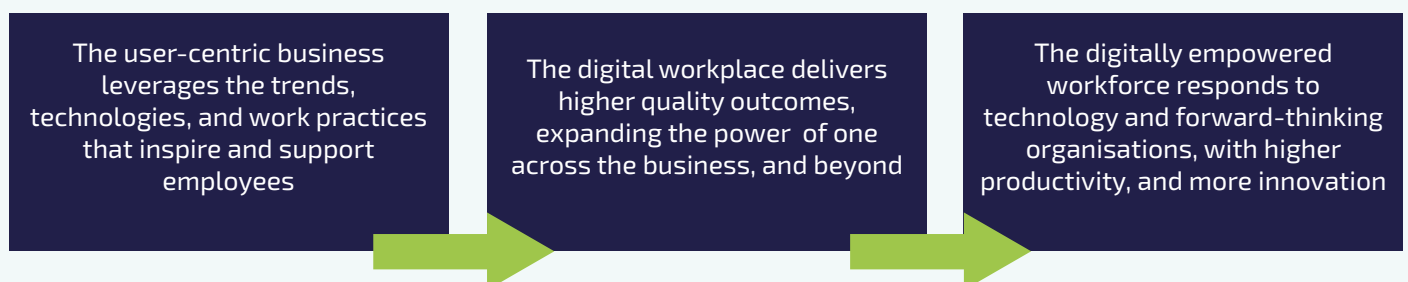 The user-centric business
leverages the trends,
technologies, and work practices
that inspire and support
employees
The digital workplace delivers
higher quality outcomes,
expanding the power of one
across the business, and beyond
The digitally empowered
workforce responds to
technology and forward-thinking
organisations, with higher
productivity, and more innovation